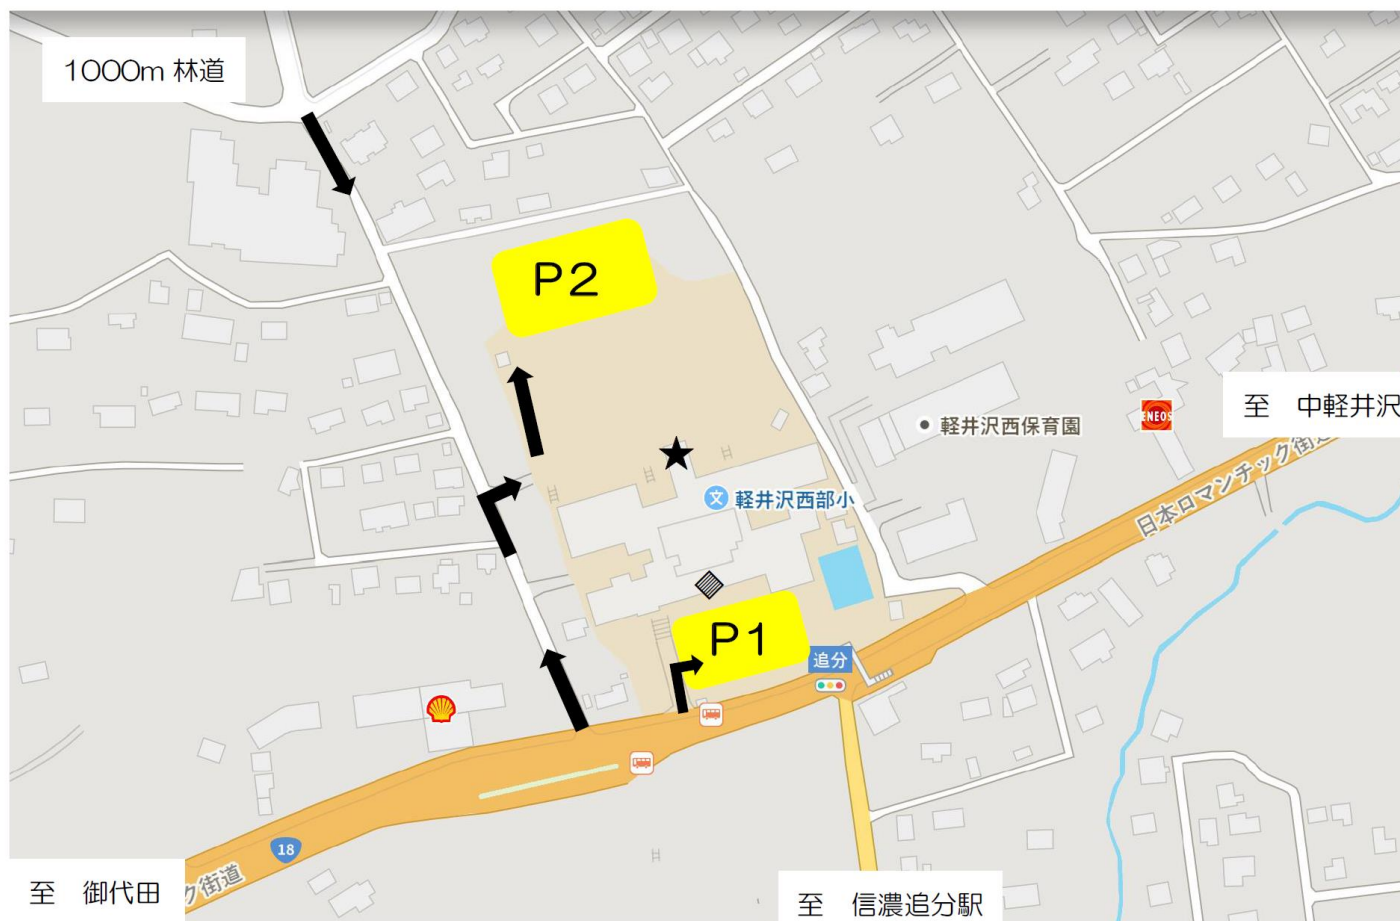 1000m 林道
P2
ENEOS
至 中軽井沢
軽井沢西保育園
文
軽井沢西部小
日本ロマンチック街道
P1
追分
18
至 御代田
ク街道
至 信濃追分駅